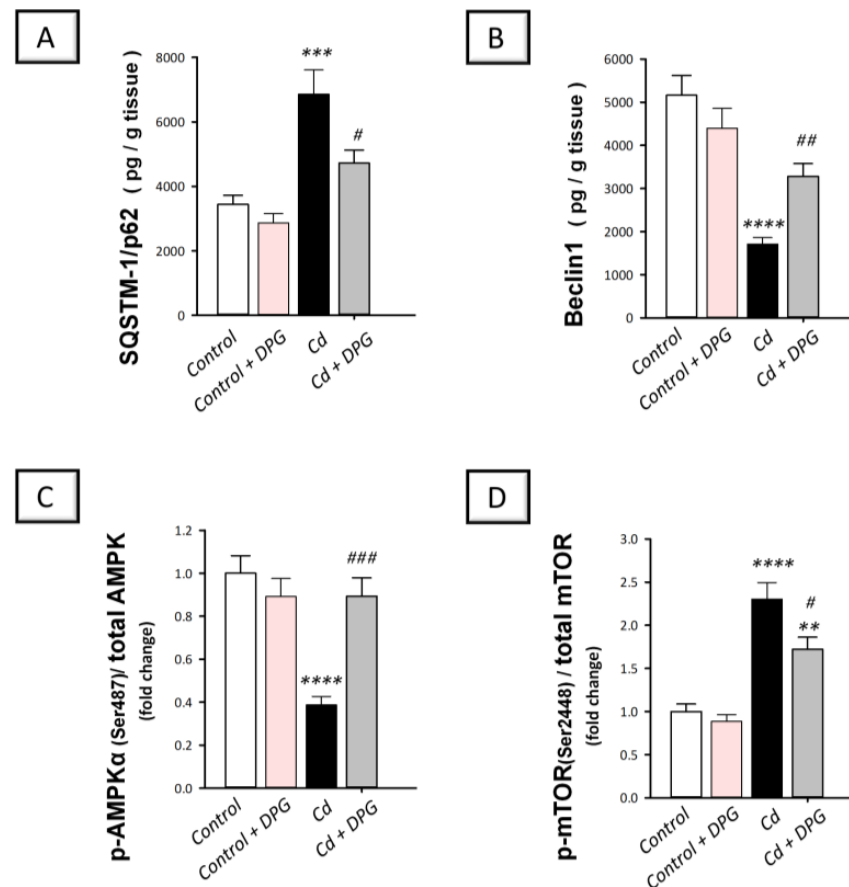 A
SQSTM-1/p62 ( pg / g tissue )
8000
6000
4000
2000
0
***
#
Control
Control + DPG
Cd
Cd + DPG
B
Beclin1 ( pg / g tissue )
6000
5000
4000
3000
2000
1000
0
****
##
Control
Control + DPG
Cd
Cd + DPG
C
p-AMPKα (Ser487)/ total AMPK
(fold change)
1.2
1.0
0.8
0.6
0.4
0.2
0.0
****
###
Control
Control + DPG
Cd
Cd + DPG
D
p-mTOR(Ser2448) / total mTOR
(fold change)
3.0
2.5
2.0
1.5
1.0
0.5
0.0
****
#
**
Control
Control + DPG
Cd
Cd + DPG